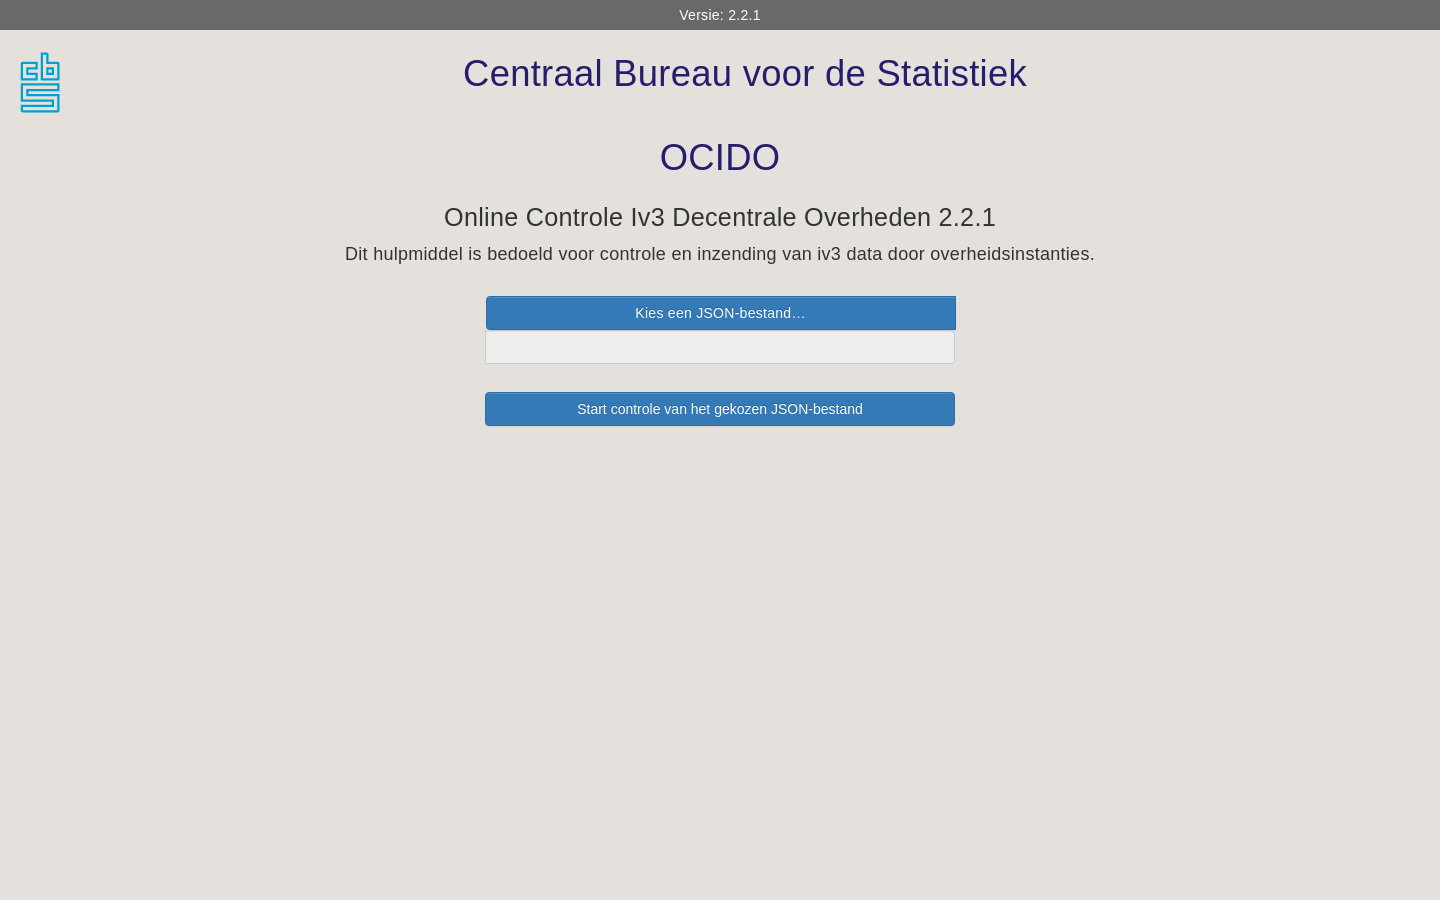 Versie: 2.2.1
cbs
Centraal Bureau voor de Statistiek
OCIDO
Online Controle Iv3 Decentrale Overheden 2.2.1
Dit hulpmiddel is bedoeld voor controle en inzending van iv3 data door overheidsinstanties.
Kies een JSON-bestand…
Start controle van het gekozen JSON-bestand